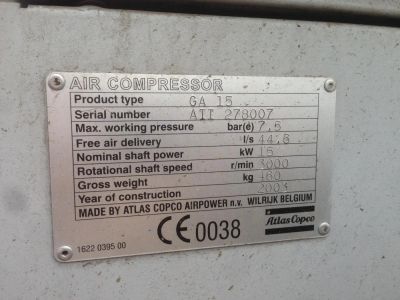 AIR COMPRESSOR
Product type GA 15
Serial number AII 278007
Max. working pressure bar(e) 7.5
Free air delivery l/s 44.6
Nominal shaft power kW 15
Rotational shaft speed r/min 3000
Gross weight kg 460
Year of construction 2003
MADE BY ATLAS COPCO AIRPOWER n.v. WILRIJK BELGIUM
CE 0038 Atlas Copco
1622 0395 00